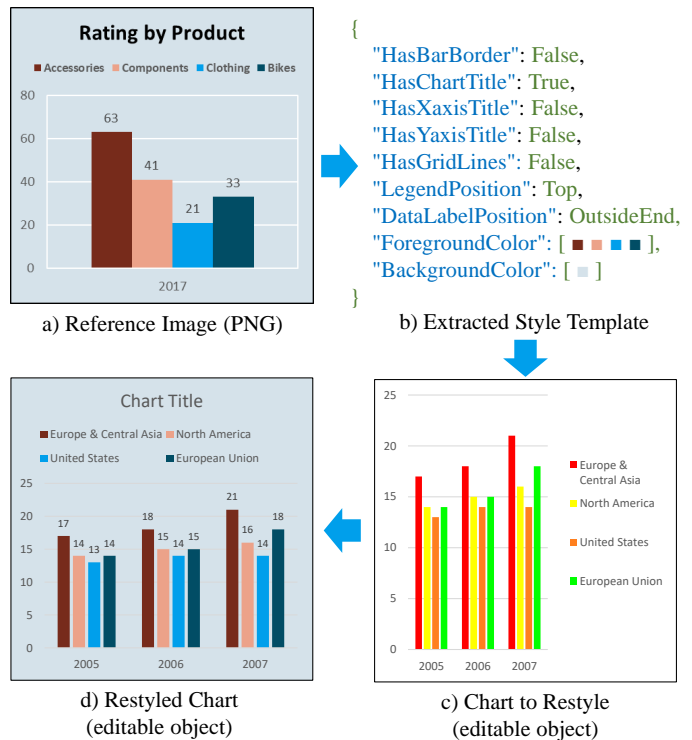 Rating by Product
Accessories Components Clothing Bikes
80
60
40
20
0
63
41
21
33
2017
a) Reference Image (PNG)
{
"HasBarBorder": False,
"HasChartTitle": True,
"HasXaxisTitle": False,
"HasYaxisTitle": False,
"HasGridLines": False,
"LegendPosition": Top,
"DataLabelPosition": OutsideEnd,
"ForegroundColor": [ ■ ■ ■ ■ ],
"BackgroundColor": [ ■ ]
}
b) Extracted Style Template
Chart Title
Europe & Central Asia North America
United States European Union
25
20
15
10
5
0
17 14 13 14
18 15 14 15
21 16 14 18
2005 2006 2007
d) Restyled Chart
(editable object)
25
20
15
10
5
0
2005 2006 2007
Europe &
Central Asia
North America
United States
European Union
c) Chart to Restyle
(editable object)